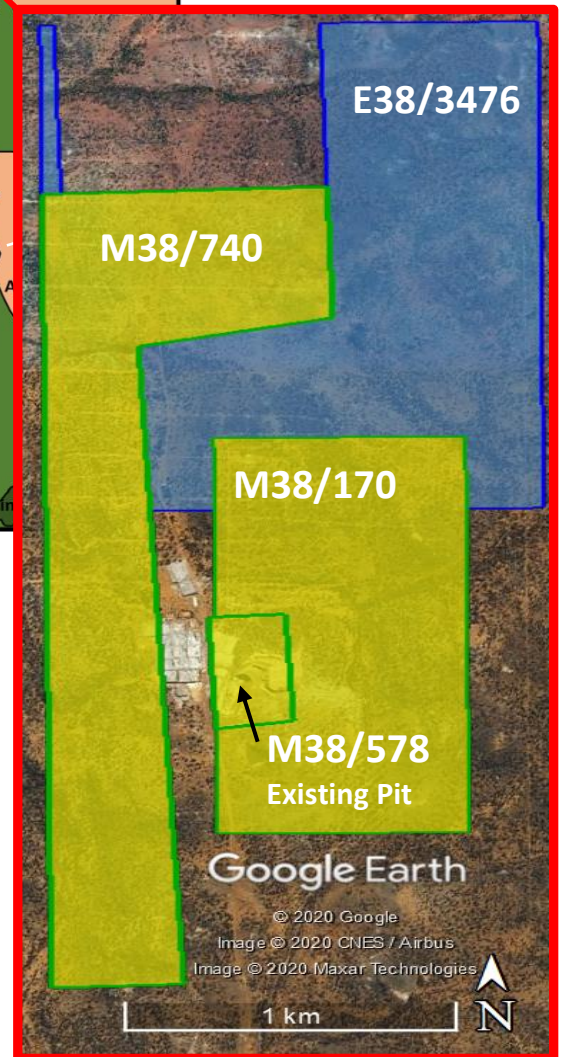 E38/3476
M38/740
M38/170
M38/578
Existing Pit
Google Earth
© 2020 Google
Image © 2020 CNES / Airbus
Image © 2020 Maxar Technologies
1 km
N